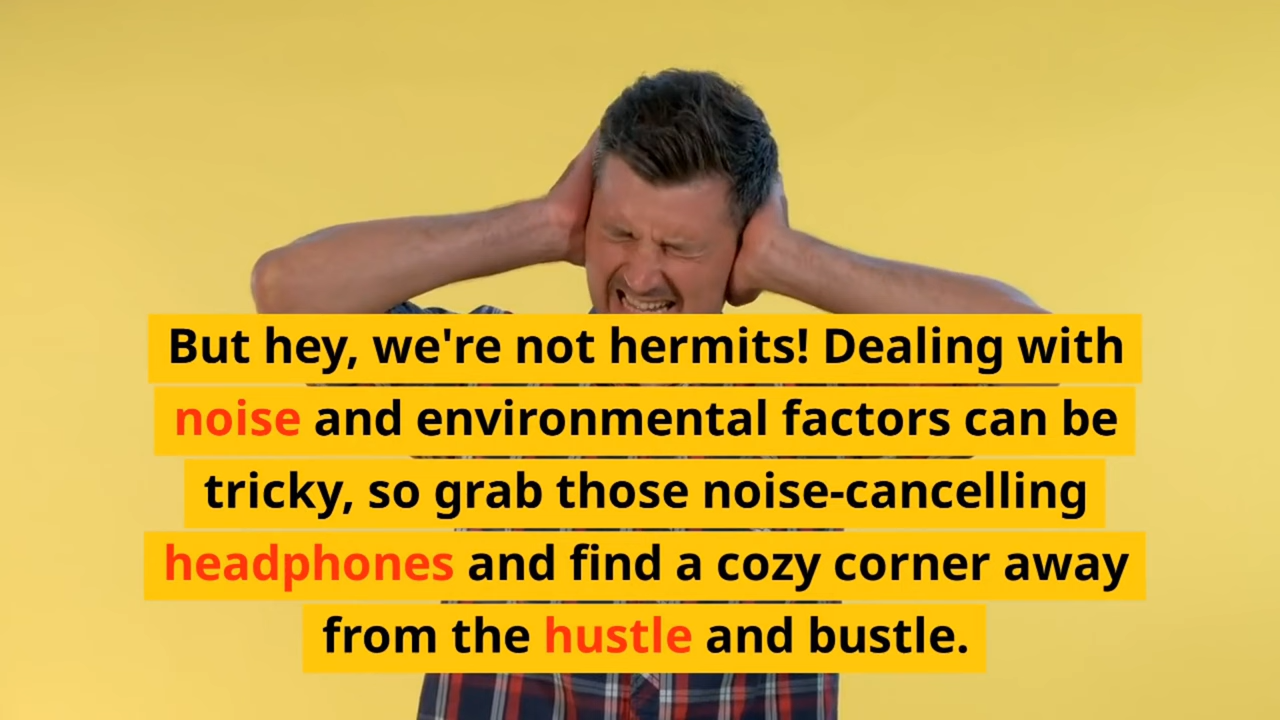 But hey, we're not hermits! Dealing with
noise and environmental factors can be
tricky, so grab those noise-cancelling
headphones and find a cozy corner away
from the hustle and bustle.